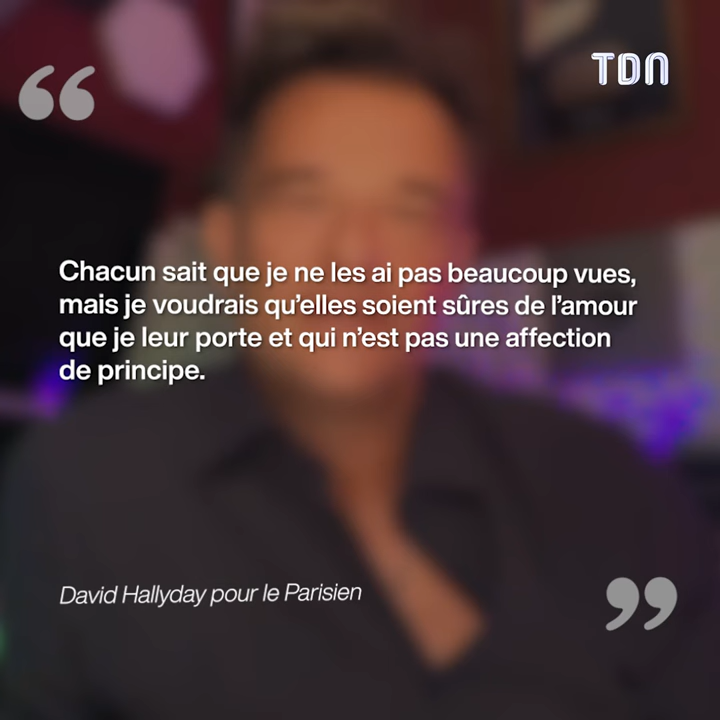 TDN
“
Chacun sait que je ne les ai pas beaucoup vues,
mais je voudrais qu’elles soient sûres de l’amour
que je leur porte et qui n’est pas une affection
de principe.
David Hallyday pour le Parisien
”